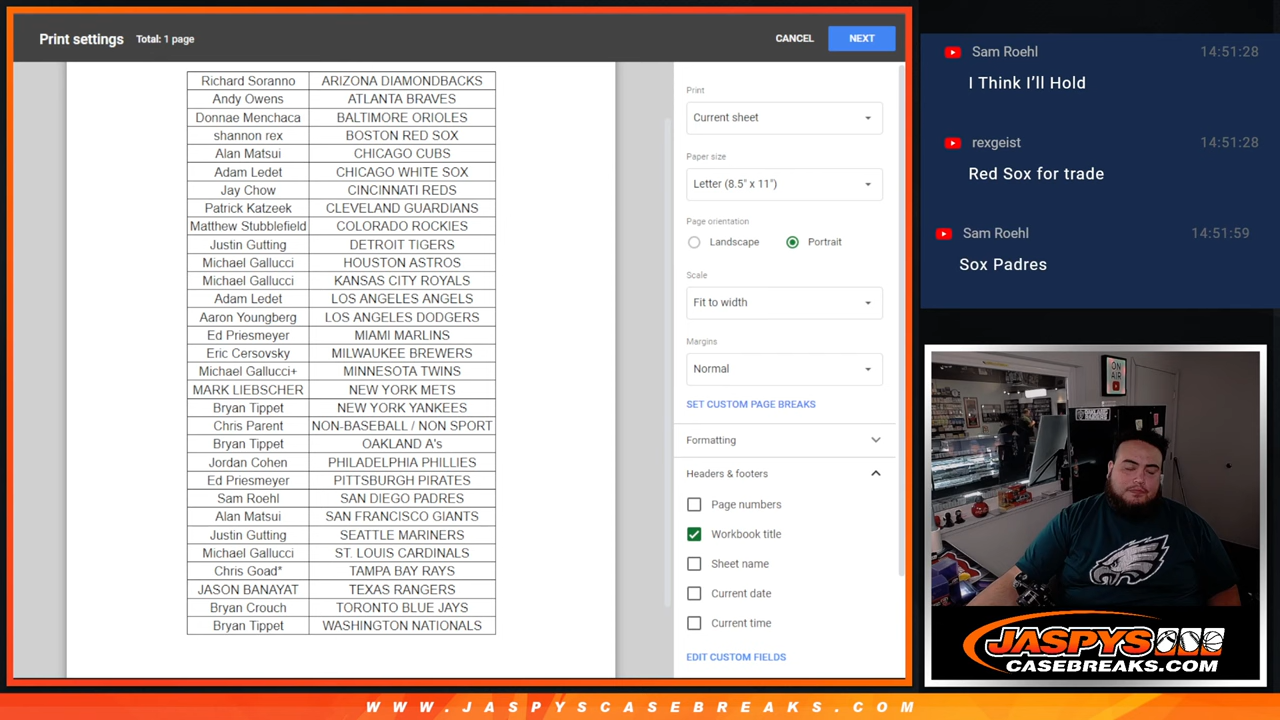 Print settings Total: 1 page
CANCEL
NEXT
Richard Soranno ARIZONA DIAMONDBACKS
Andy Owens ATLANTA BRAVES
Donnae Menchaca BALTIMORE ORIOLES
shannon rex BOSTON RED SOX
Alan Matsui CHICAGO CUBS
Adam Ledet CHICAGO WHITE SOX
Jay Chow CINCINNATI REDS
Patrick Katzeek CLEVELAND GUARDIANS
Matthew Stubblefield COLORADO ROCKIES
Justin Gutting DETROIT TIGERS
Michael Gallucci HOUSTON ASTROS
Michael Gallucci KANSAS CITY ROYALS
Adam Ledet LOS ANGELES ANGELS
Aaron Youngberg LOS ANGELES DODGERS
Ed Priesmeyer MIAMI MARLINS
Eric Cersovsky MILWAUKEE BREWERS
Michael Gallucci+ MINNESOTA TWINS
MARK LIEBSCHER NEW YORK METS
Bryan Tippet NEW YORK YANKEES
Chris Parent NON-BASEBALL / NON SPORT
Bryan Tippet OAKLAND A's
Jordan Cohen PHILADELPHIA PHILLIES
Ed Priesmeyer PITTSBURGH PIRATES
Sam Roehl SAN DIEGO PADRES
Alan Matsui SAN FRANCISCO GIANTS
Justin Gutting SEATTLE MARINERS
Michael Gallucci ST. LOUIS CARDINALS
Chris Goad* TAMPA BAY RAYS
JASON BANAYAT TEXAS RANGERS
Bryan Crouch TORONTO BLUE JAYS
Bryan Tippet WASHINGTON NATIONALS
Print
Current sheet
Paper size
Letter (8.5" x 11")
Page orientation
Landscape
Portrait
Scale
Fit to width
Margins
Normal
SET CUSTOM PAGE BREAKS
Formatting
Headers & footers
Page numbers
Workbook title
Sheet name
Current date
Current time
EDIT CUSTOM FIELDS
Sam Roehl 14:51:28
I Think I'll Hold
rexgeist 14:51:28
Red Sox for trade
Sam Roehl 14:51:59
Sox Padres
ON
AIR
JASPYS
CASEBREAKS.COM
WWW.JASPYSCASEBREAKS.COM